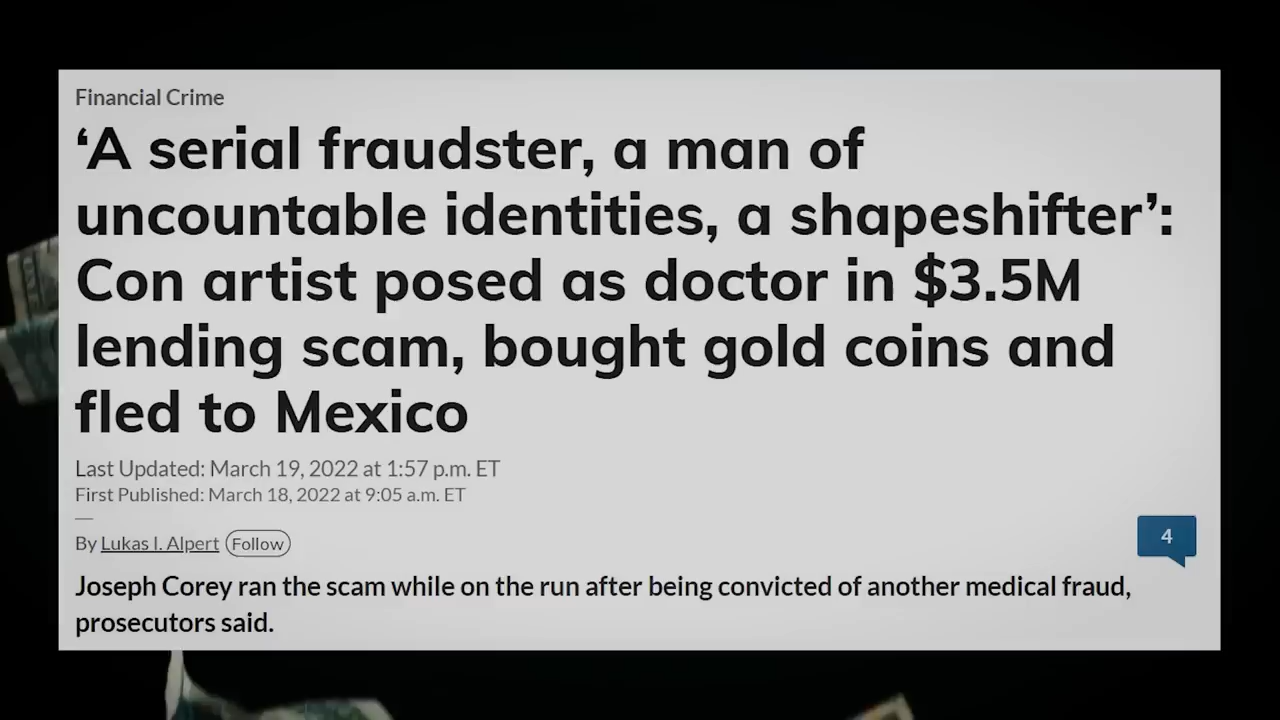 Financial Crime
‘A serial fraudster, a man of
uncountable identities, a shapeshifter’:
Con artist posed as doctor in $3.5M
lending scam, bought gold coins and
fled to Mexico
Last Updated: March 19, 2022 at 1:57 p.m. ET
First Published: March 18, 2022 at 9:05 a.m. ET
By Lukas I. Alpert Follow
4
Joseph Corey ran the scam while on the run after being convicted of another medical fraud,
prosecutors said.